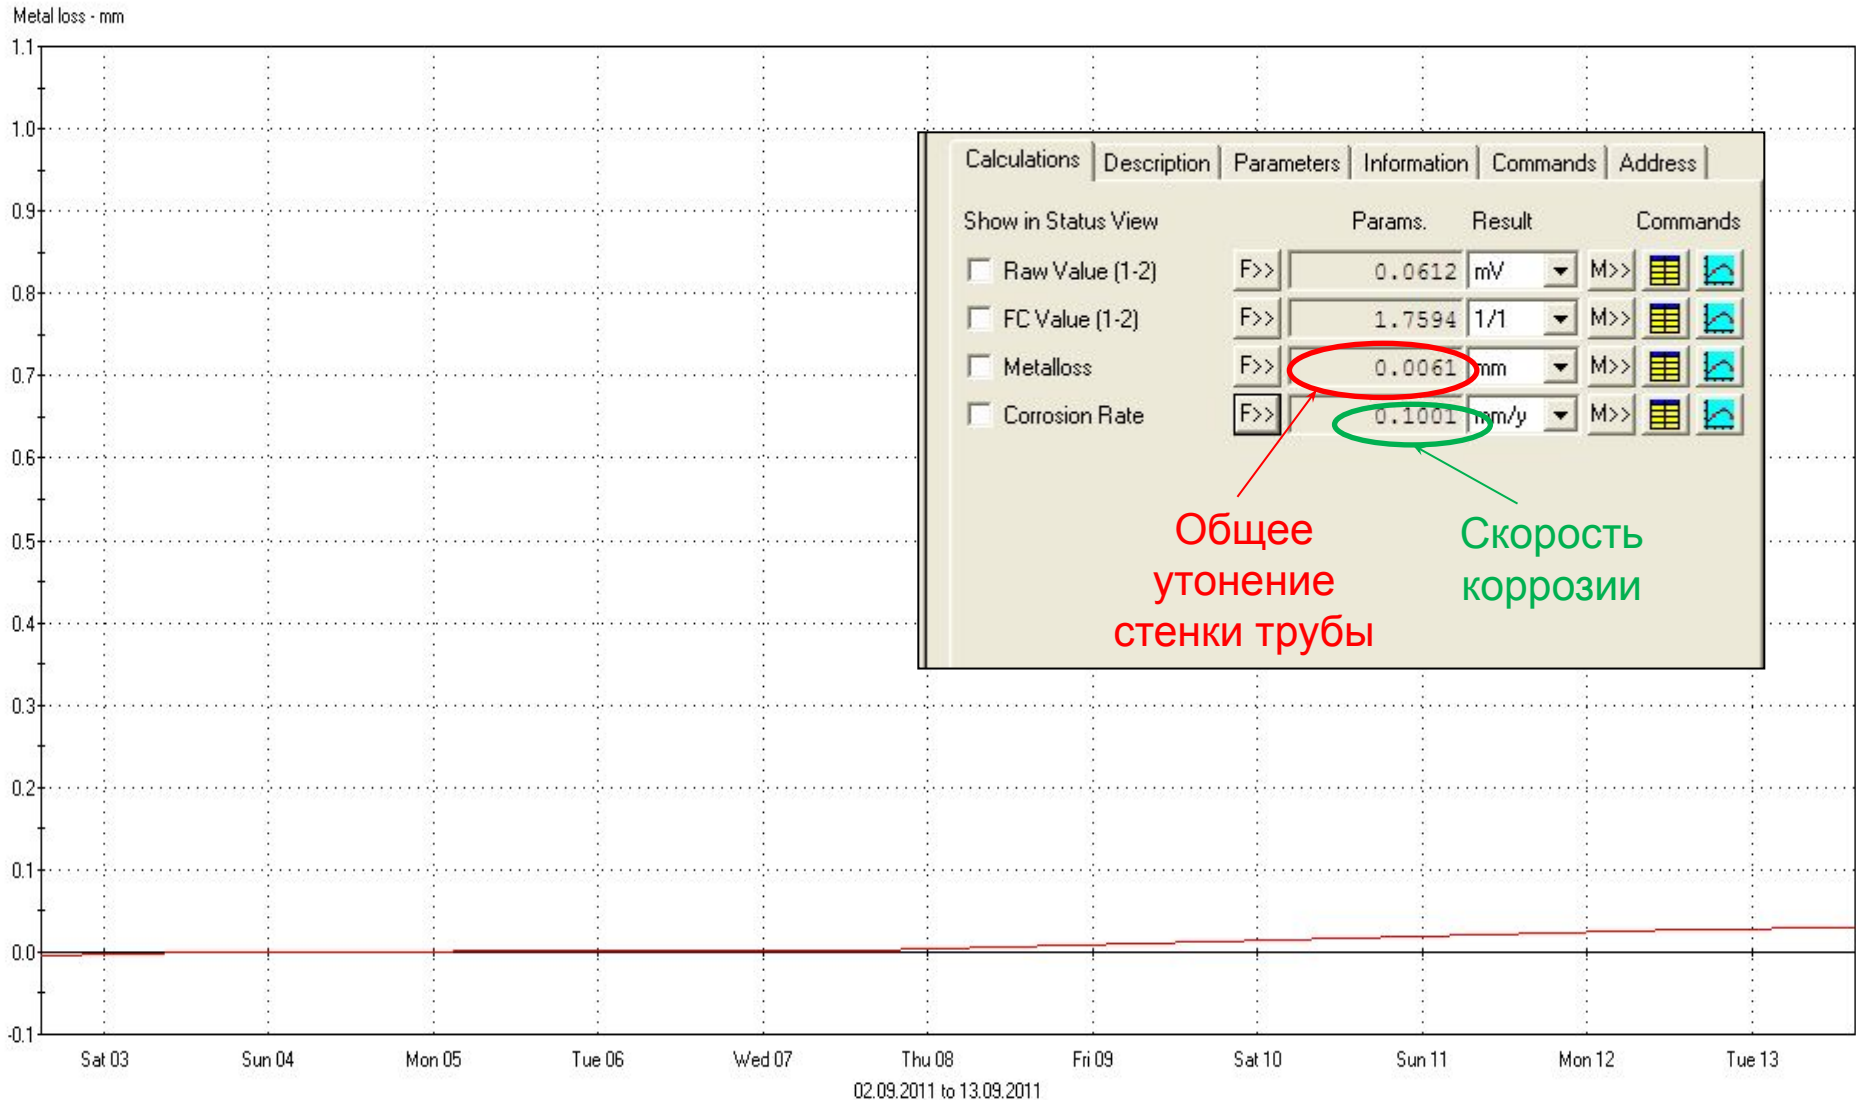 Metal loss - mm
1.1
1.0
0.9
0.8
0.7
0.6
0.5
0.4
0.3
0.2
0.1
0.0
-0.1
Calculations Description Parameters Information Commands Address
Show in Status View Params. Result Commands
Raw Value (1-2) F>> 0.0612 mV M>>
FC Value (1-2) F>> 1.7594 1/1 M>>
Metalloss F>> 0.0061 mm M>>
Corrosion Rate F>> 0.1001 mm/y M>>
Общее
утонение
стенки трубы
Скорость
коррозии
Sat 03 Sun 04 Mon 05 Tue 06 Wed 07 Thu 08 Fri 09 Sat 10 Sun 11 Mon 12 Tue 13
02.09.2011 to 13.09.2011